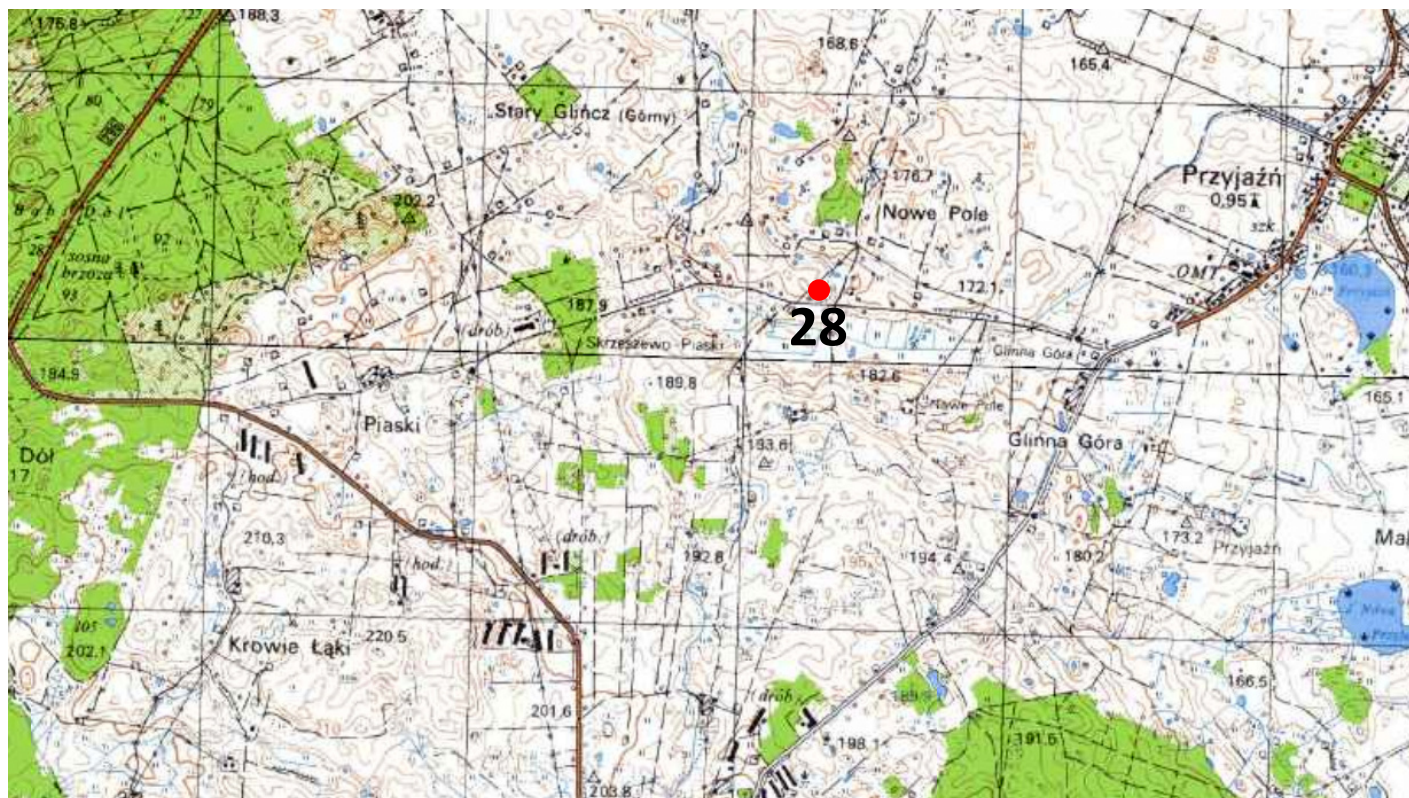 176,8
27
188,3
168,6
165,4
80
79
Stary Glińcz (Górny)
Przyjaźń
0,95
176,7
202,2
Nowe Pole
szk.
92
28
OMT
sosna
brzoza
93
187,9
172,1
28
(drób.)
Skrzeszewo Piaski
Glinna Góra
184,9
189,8
182,6
165,1
Nowe Pole
Piaski
193,6
Glinna Góra
Dół
17
(hod.)
210,3
(drób.)
192,8
194,4
180,2
173,2
Przyjaźń
Mal
(hod.)
105
202,1
Krowie Łąki
220,5
(drób.)
166,5
201,6
198,1
191,5
203,8